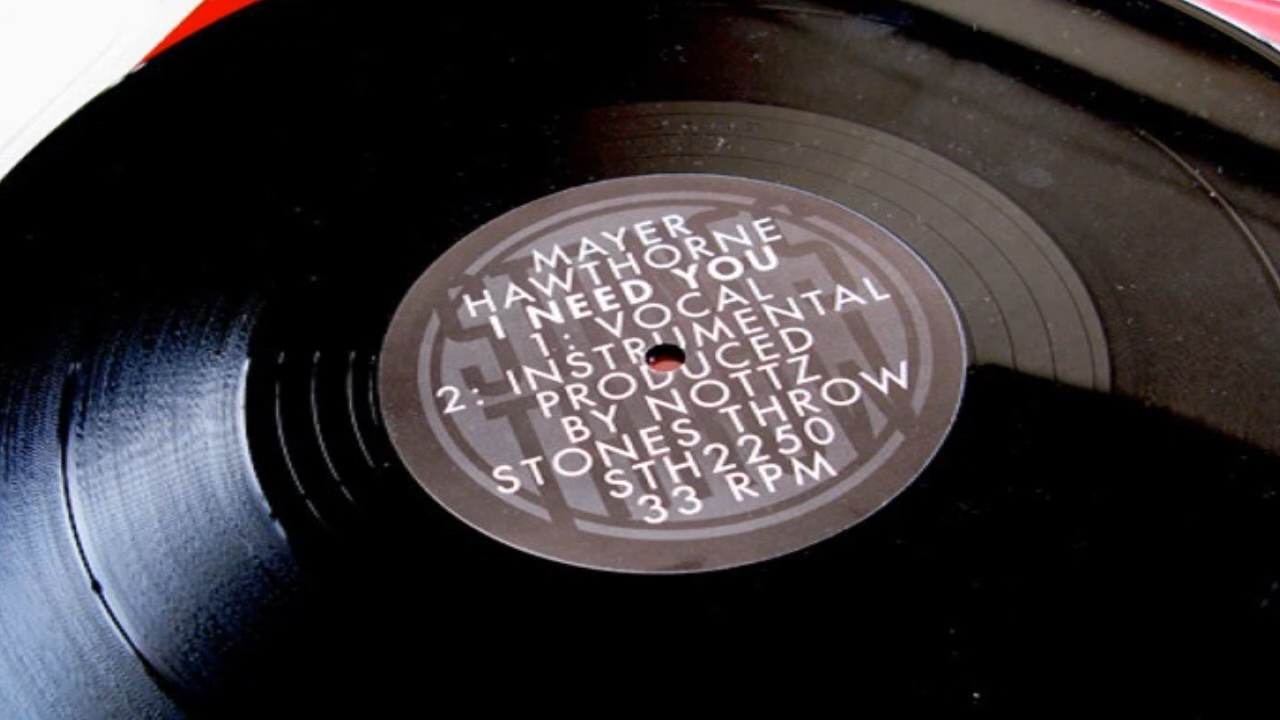 MAYER
HAWTHORNE
I NEED YOU
1: VOCAL
2: INSTRUMENTAL
PRODUCED
BY NOTTZ
STONES THROW
STH2250
33 RPM